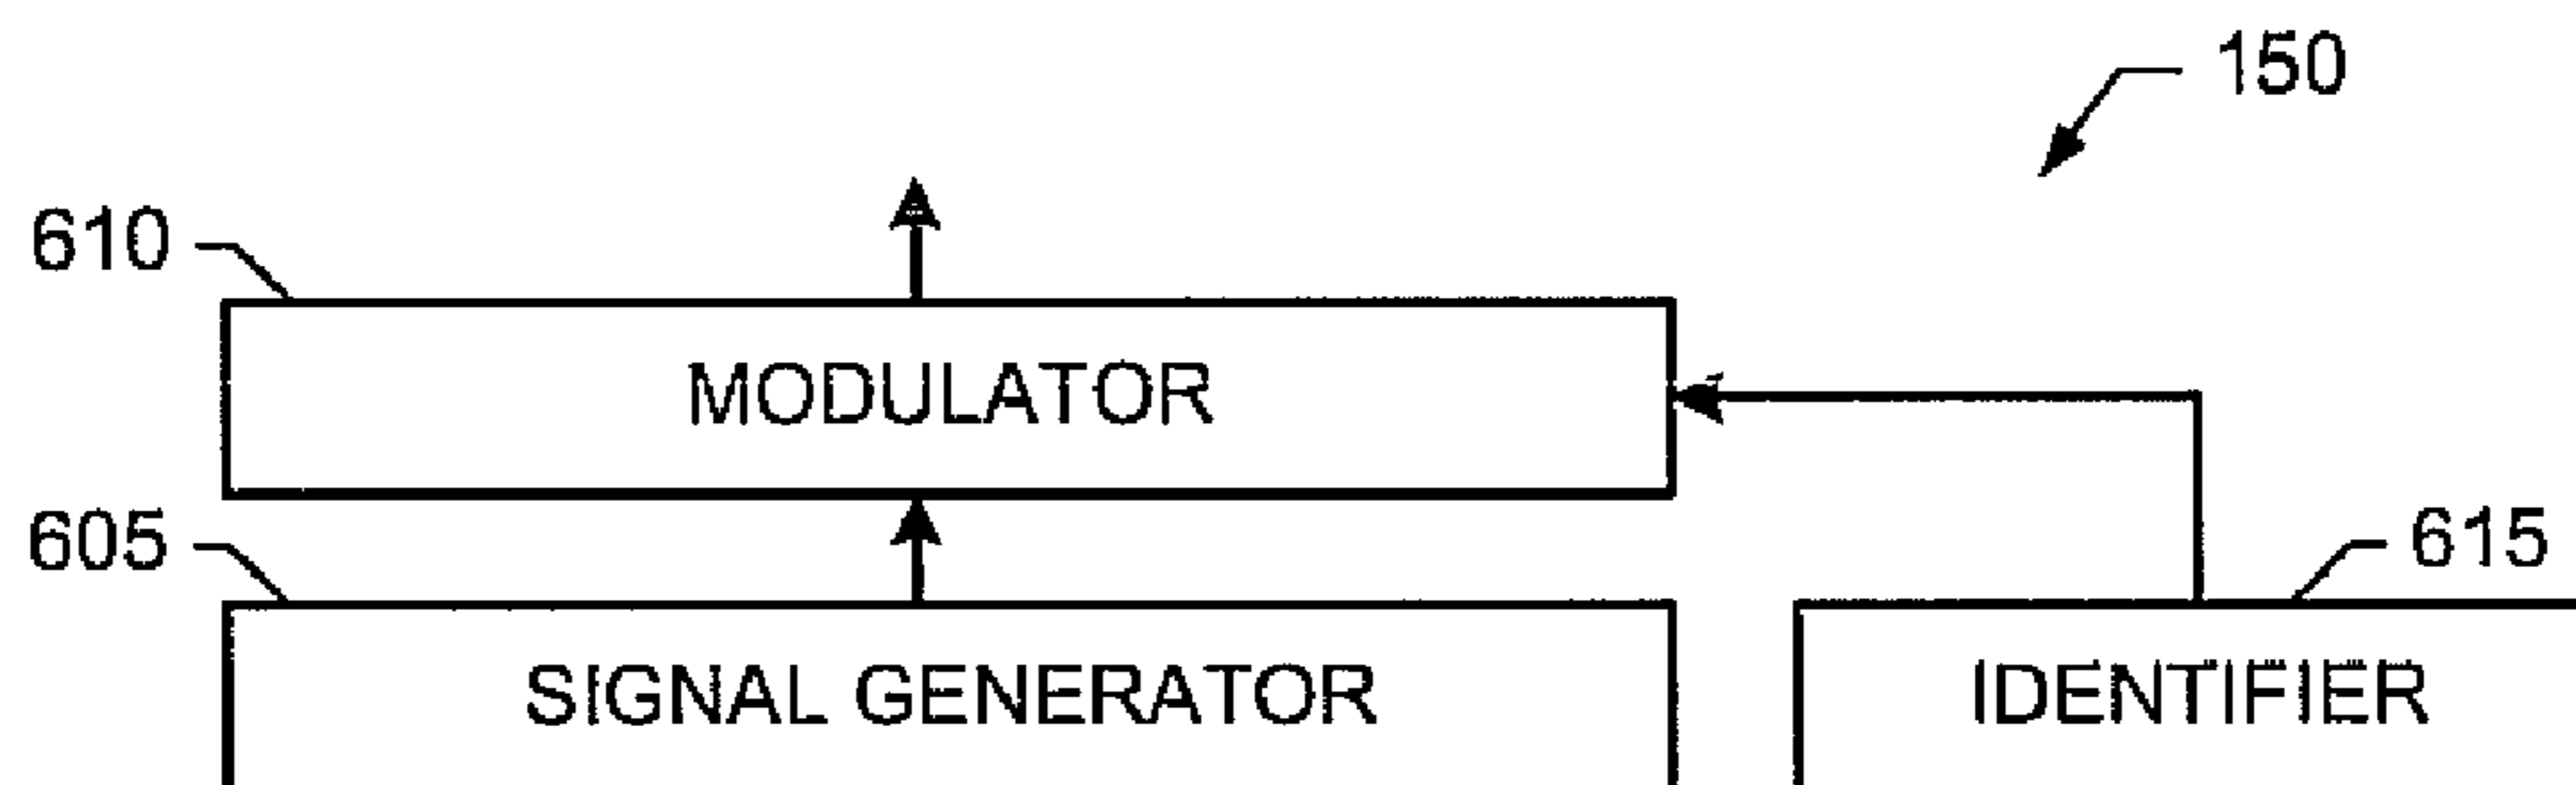 150
610
MODULATOR
605
615
SIGNAL GENERATOR
IDENTIFIER